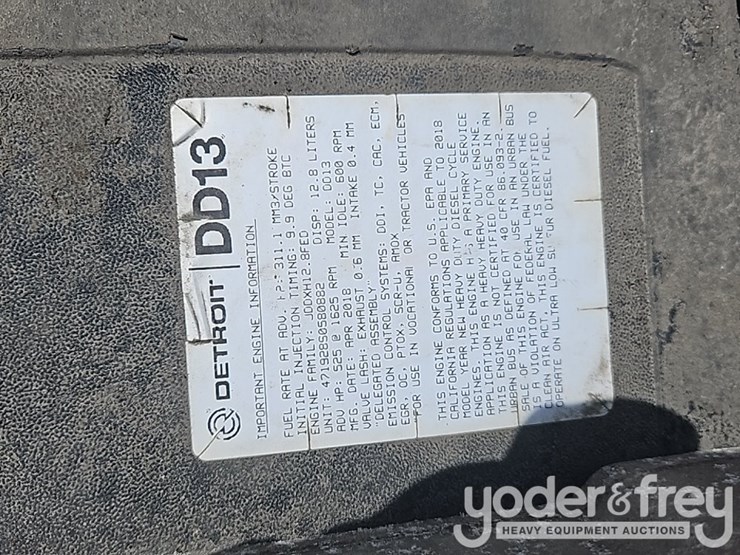 DETROIT | DD13
IMPORTANT ENGINE INFORMATION
FUEL RATE AT ADV. HP: 311.1 MM3/STROKE
INITIAL INJECTION TIMING: 9.9 DEG BTC
ENGINE FAMILY: JDDXH12.8FED DISP: 12.8 LITERS
UNIT: 471928S0580882 MODEL: DD13
ADV HP: 525 @ 1625 RPM MIN IDLE: 600 RPM
MFG. DATE: APR 2018
VALVE LASH: EXHAUST 0.6 MM INTAKE 0.4 MM
"DELEGATED ASSEMBLY"
EMISSION CONTROL SYSTEMS: DDI, TC, CAC, ECM,
EGR, OC, PTOX, SCR-U, AMOX
"FOR USE IN VOCATIONAL OR TRACTOR VEHICLES"
THIS ENGINE CONFORMS TO U.S. EPA AND
CALIFORNIA REGULATIONS APPLICABLE TO 2018
MODEL YEAR NEW HEAVY DUTY DIESEL CYCLE
ENGINES. THIS ENGINE HAS A PRIMARY SERVICE
APPLICATION AS A HEAVY HEAVY DUTY ENGINE.
THIS ENGINE IS NOT CERTIFIED FOR USE IN AN
URBAN BUS AS DEFINED AT 40 CFR 86.093-2.
SALE OF THIS ENGINE FOR USE IN AN URBAN BUS
IS A VIOLATION OF FEDERAL LAW UNDER THE
CLEAN AIR ACT. THIS ENGINE IS CERTIFIED TO
OPERATE ON ULTRA LOW SULFUR DIESEL FUEL.
yoder&frey
HEAVY EQUIPMENT AUCTIONS